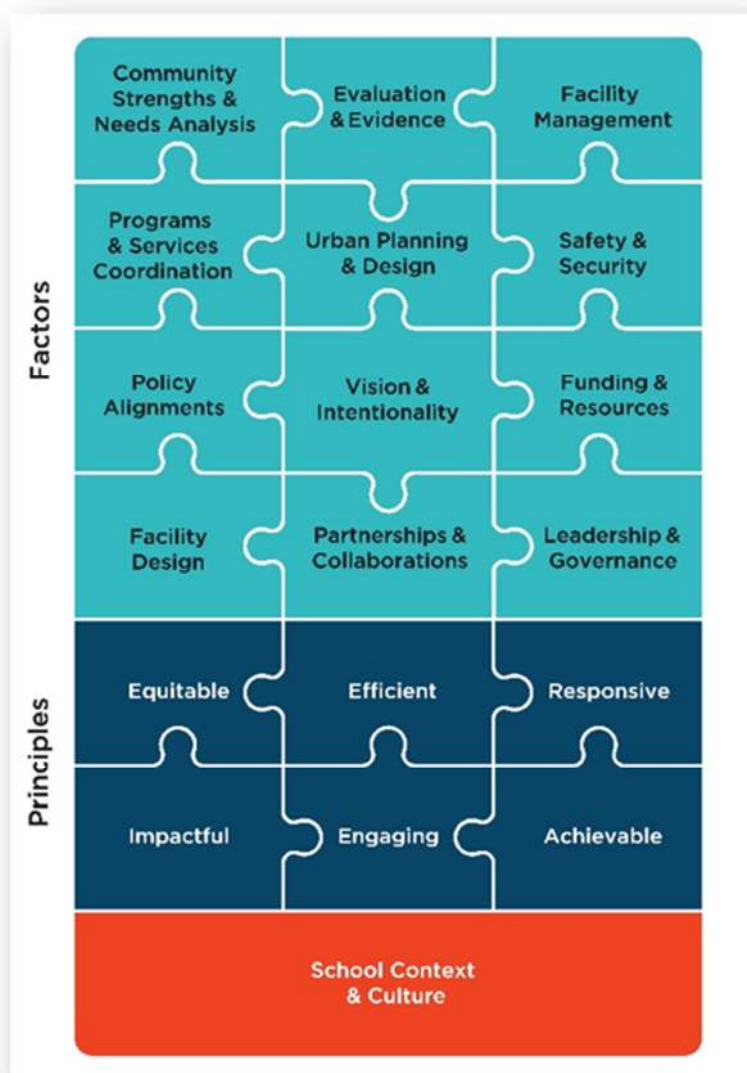 Factors
Community
Strengths &
Needs Analysis
Evaluation
& Evidence
Facility
Management
Programs
& Services
Coordination
Urban Planning
& Design
Safety &
Security
Policy
Alignments
Vision &
Intentionality
Funding &
Resources
Facility
Design
Partnerships &
Collaborations
Leadership &
Governance
Principles
Equitable
Efficient
Responsive
Impactful
Engaging
Achievable
School Context
& Culture